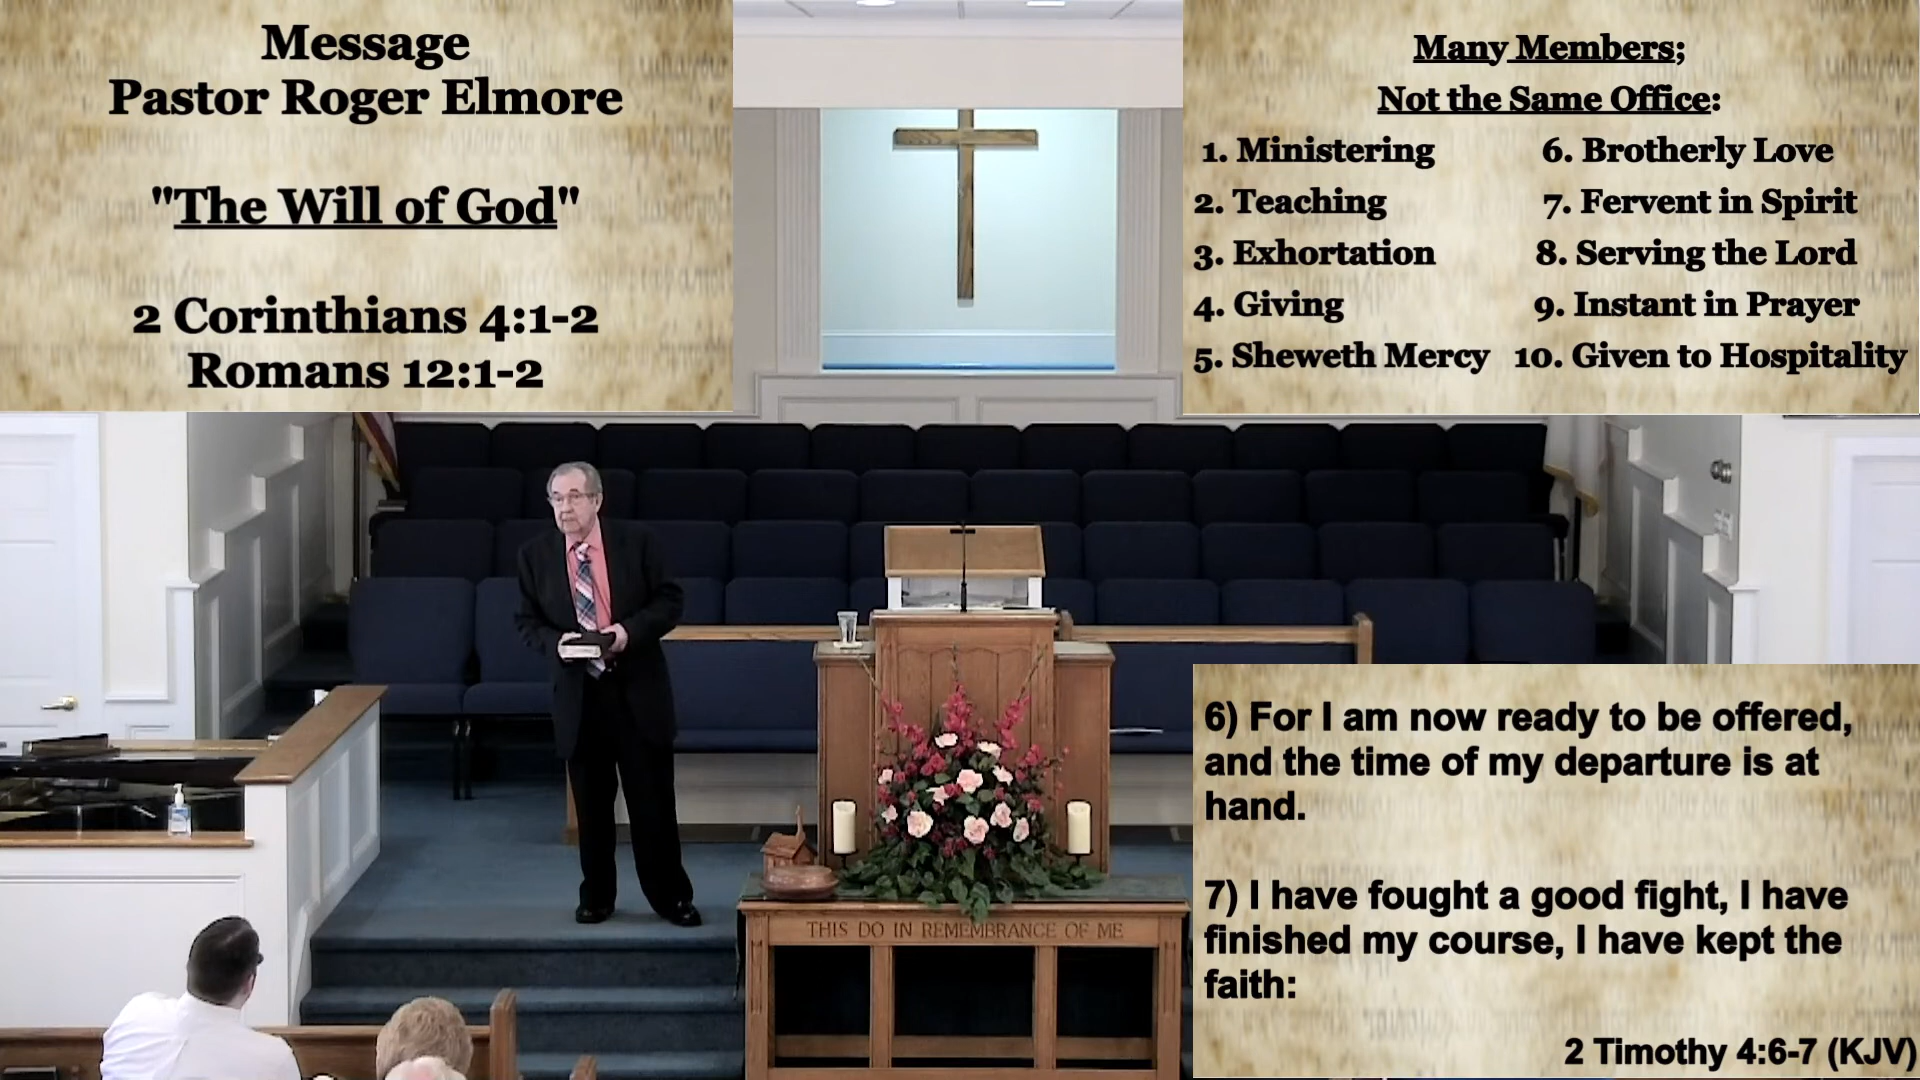 Message
Pastor Roger Elmore
"The Will of God"
2 Corinthians 4:1-2
Romans 12:1-2
Many Members;
Not the Same Office:
1. Ministering
2. Teaching
3. Exhortation
4. Giving
5. Sheweth Mercy
6. Brotherly Love
7. Fervent in Spirit
8. Serving the Lord
9. Instant in Prayer
10. Given to Hospitality
6) For I am now ready to be offered,
and the time of my departure is at
hand.
7) I have fought a good fight, I have
finished my course, I have kept the
faith:
2 Timothy 4:6-7 (KJV)
THIS DO IN REMEMBRANCE OF ME